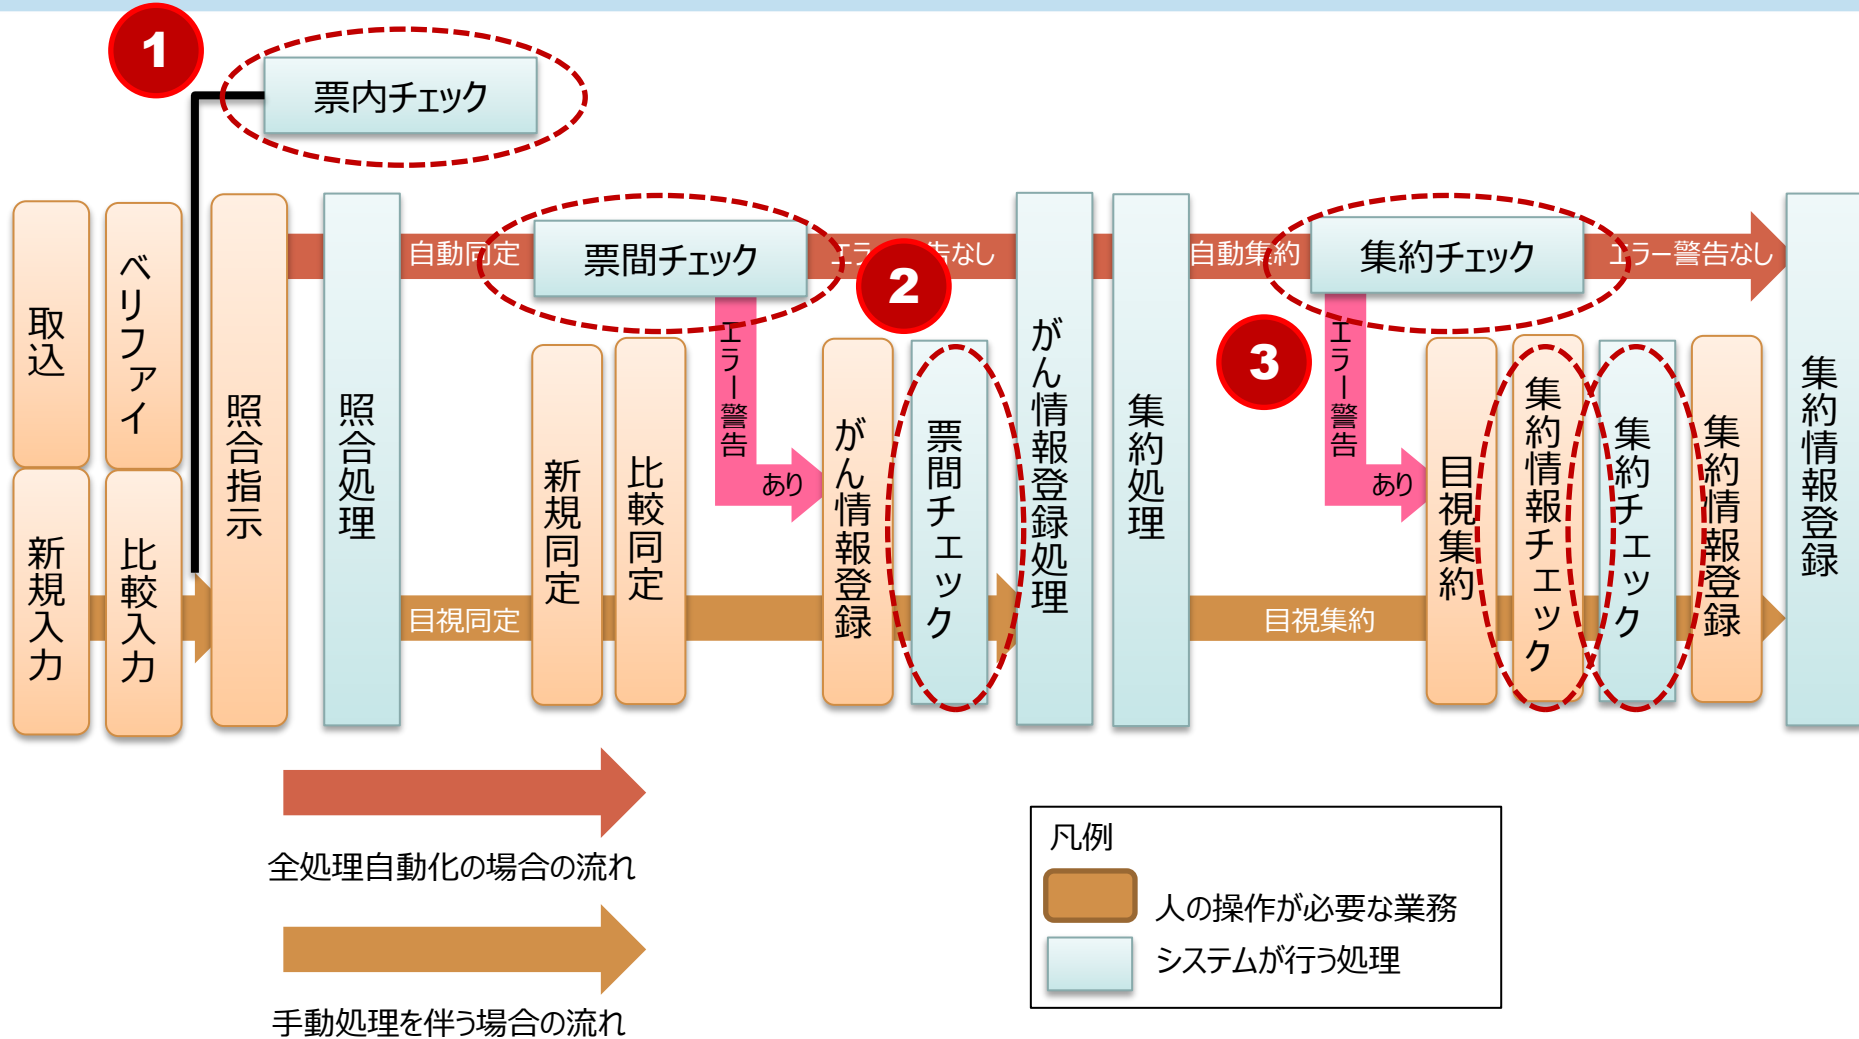 1
票内チェック
取込
ベリファイ
新規入力
比較入力
照合指示
照合処理
自動同定
票間チェック
エラー警告なし
2
エラー警告
あり
新規同定
比較同定
目視同定
がん情報登録
票間チェック
がん情報登録処理
集約処理
自動集約
集約チェック
エラー警告なし
3
エラー警告
あり
目視集約
目視集約
集約情報チェック
集約チェック
集約情報登録
集約情報登録
全処理自動化の場合の流れ
手動処理を伴う場合の流れ
凡例
人の操作が必要な業務
システムが行う処理